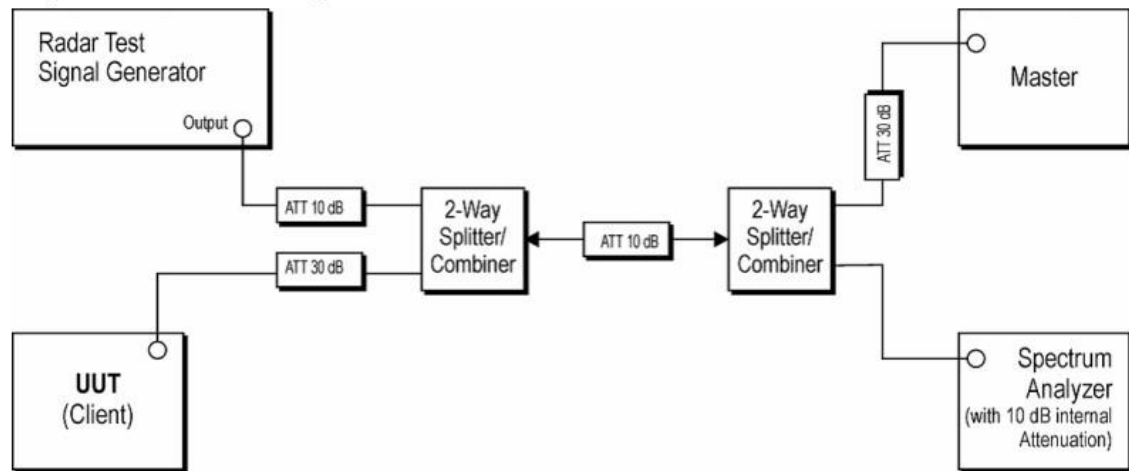 Radar Test
Signal Generator
Output
Master
ATT 30 dB
ATT 10 dB
2-Way
Splitter/
Combiner
ATT 10 dB
2-Way
Splitter/
Combiner
ATT 30 dB
UUT
(Client)
Spectrum
Analyzer
(with 10 dB internal
Attenuation)